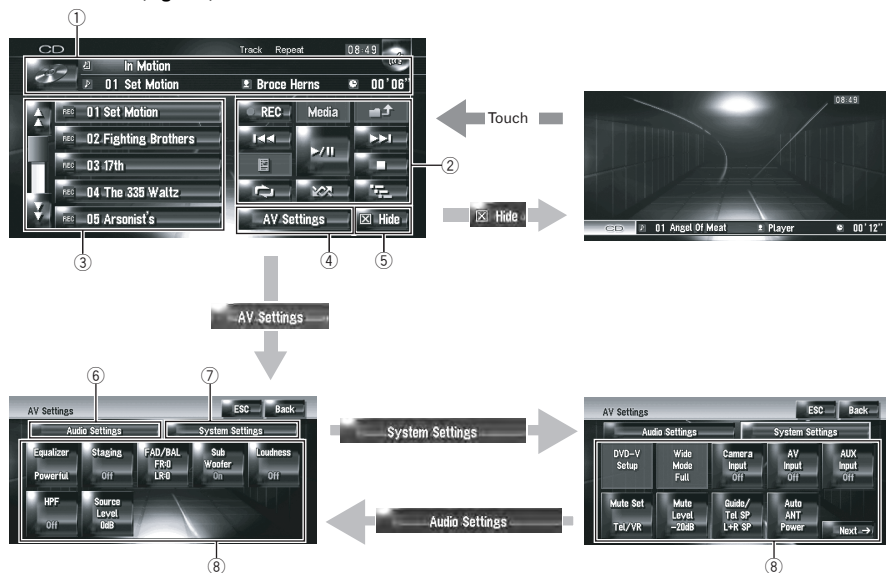 ①
CD Track Repeat 08:49
In Motion
01 Set Motion Broce Herns 00'06"
REC 01 Set Motion
REC 02 Fighting Brothers
REC 03 17th
REC 04 The 335 Waltz
REC 05 Arsonist's
REC Media
AV Settings Hide
②
③
④
⑤
Touch
Hide
08:49
CD 01 Angel Of Meat Player 00'12"
AV Settings
⑥
⑦
AV Settings ESC Back
Audio Settings System Settings
Equalizer Powerful
Staging Off
FAD/BAL FR:0 LR:0
Sub Woofer On
Loudness Off
HPF Off
Source Level 0dB
⑧
System Settings
Audio Settings
AV Settings ESC Back
Audio Settings System Settings
DVD-V Setup
Wide Mode Full
Camera Input Off
AV Input Off
AUX Input Off
Mute Set Tel/VR
Mute Level -20dB
Guide/ Tel SP L+R SP
Auto ANT Power
Next
⑧